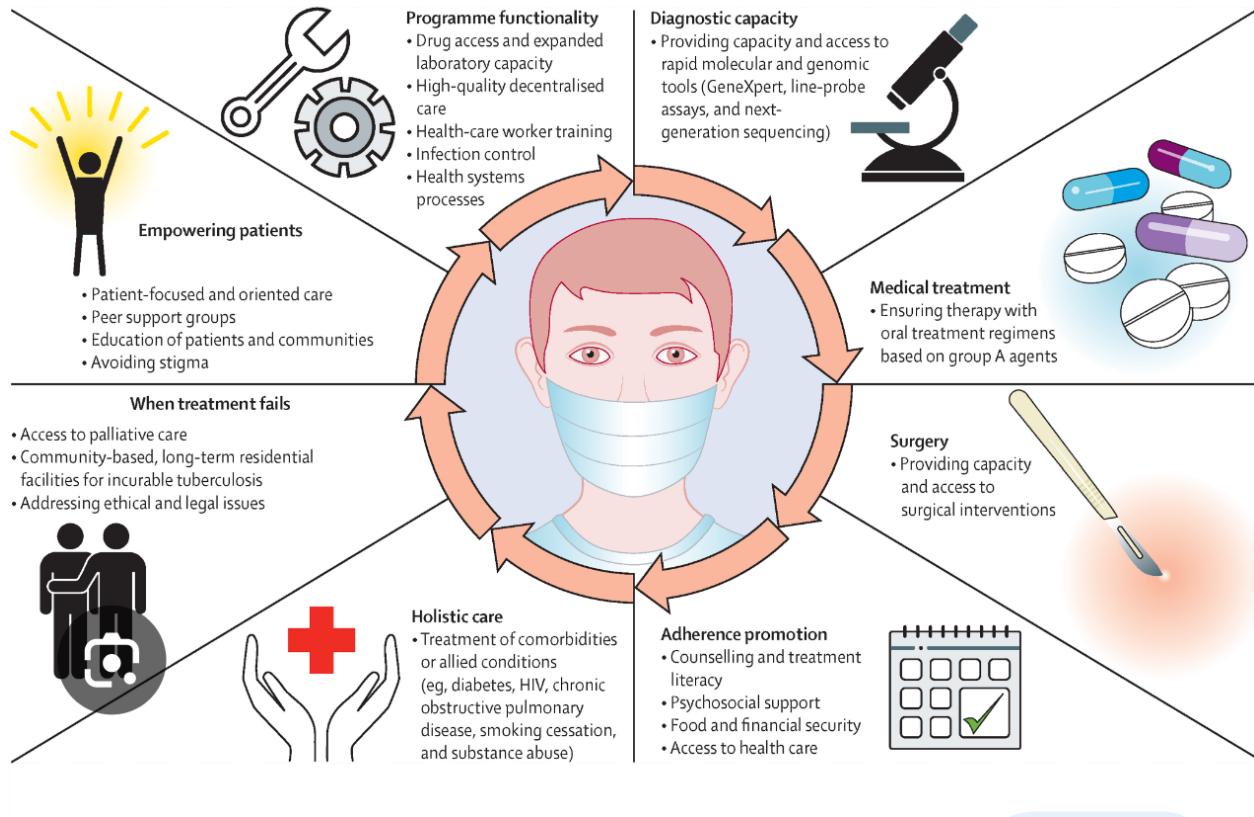 Programme functionality
• Drug access and expanded
laboratory capacity
• High-quality decentralised
care
• Health-care worker training
• Infection control
• Health systems
processes
Diagnostic capacity
• Providing capacity and access to
rapid molecular and genomic
tools (GeneXpert, line-probe
assays, and next-
generation sequencing)
Medical treatment
• Ensuring therapy with
oral treatment regimens
based on group A agents
Surgery
• Providing capacity
and access to
surgical interventions
Adherence promotion
• Counselling and treatment
literacy
• Psychosocial support
• Food and financial security
• Access to health care
Holistic care
• Treatment of comorbidities
or allied conditions
(eg, diabetes, HIV, chronic
obstructive pulmonary
disease, smoking cessation,
and substance abuse)
When treatment fails
• Access to palliative care
• Community-based, long-term residential
facilities for incurable tuberculosis
• Addressing ethical and legal issues
Empowering patients
• Patient-focused and oriented care
• Peer support groups
• Education of patients and communities
• Avoiding stigma